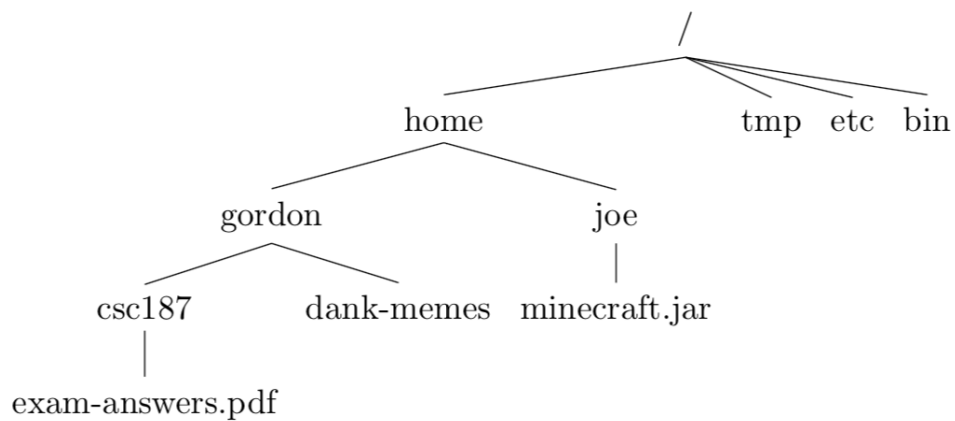 /
home tmp etc bin
gordon joe
csc187 dank-memes minecraft.jar
exam-answers.pdf